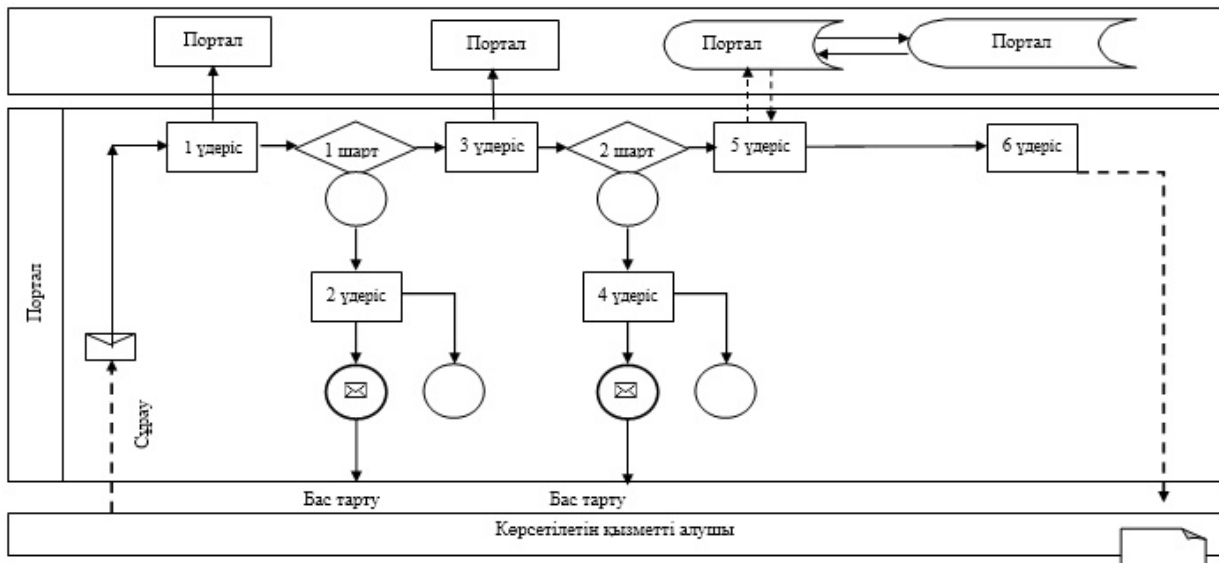 Портал
Портал
Портал
Портал
1 үдеріс
1 шарт
3 үдеріс
2 шарт
5 үдеріс
6 үдеріс
Портал
2 үдеріс
4 үдеріс
Сұрау
Бас тарту
Бас тарту
Көрсетілетін қызметті алушы